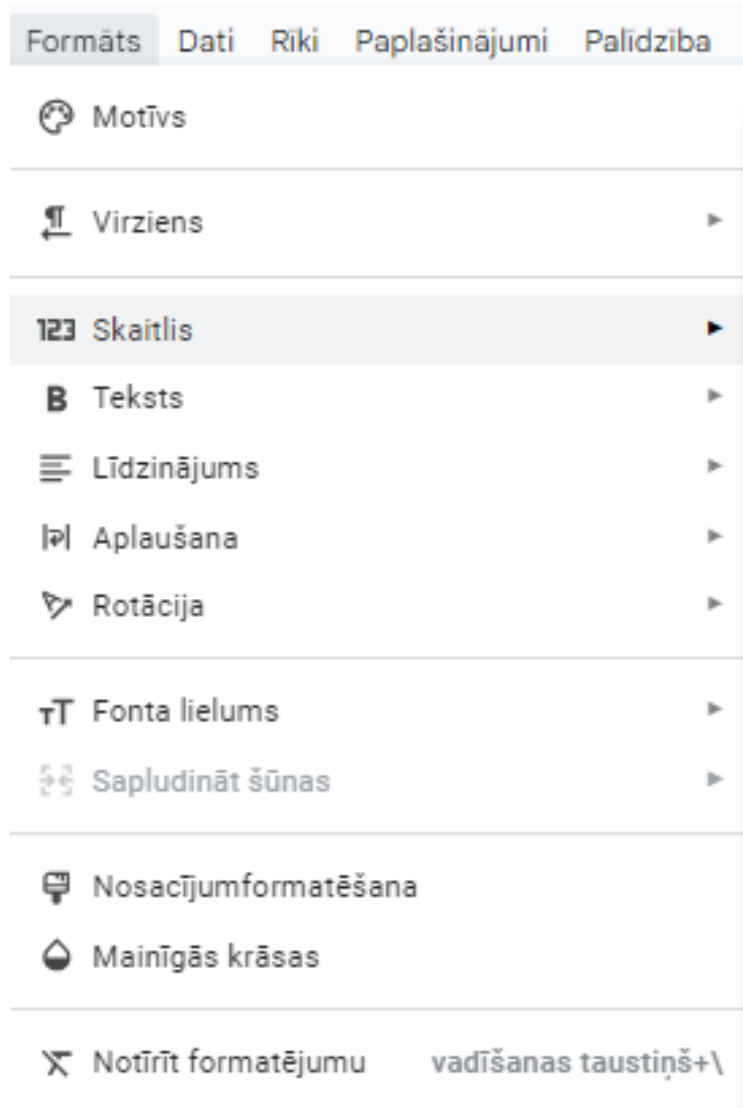 Formāts Dati Rīki Paplašinājumi Palīdzība
Motīvs
Virziens
123 Skaitlis
B Teksts
Līdzinājums
Aplaušana
Rotācija
тT Fonta lielums
Sapludināt šūnas
Nosacījumformatēšana
Mainīgās krāsas
Notīrīt formatējumu vadīšanas taustiņš+\